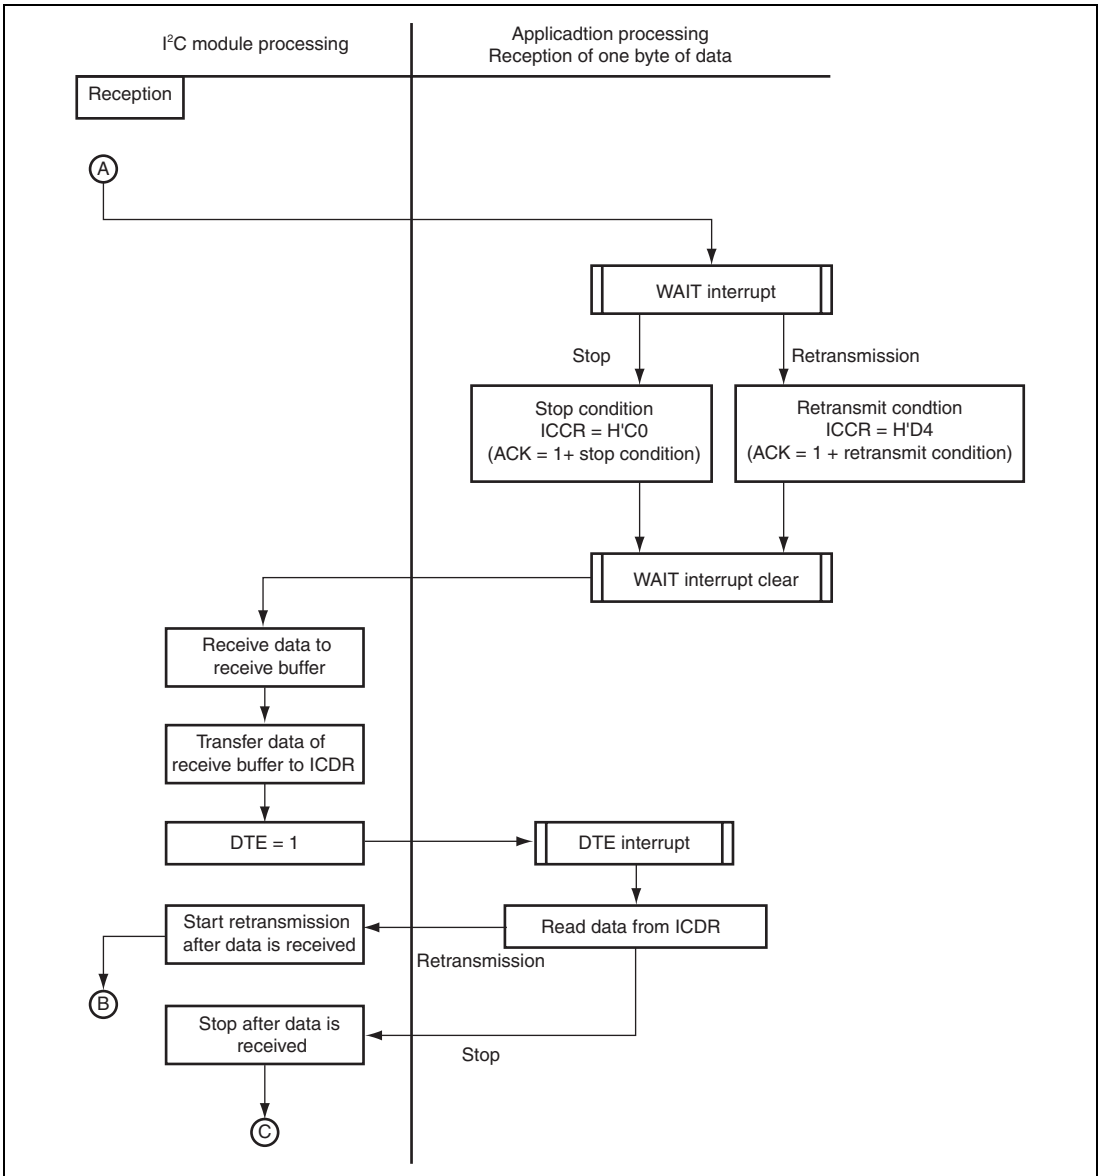 I²C module processing
Applicadtion processing
Reception of one byte of data
Reception
A
WAIT interrupt
Stop
Retransmission
Stop condition
ICCR = H'C0
(ACK = 1+ stop condition)
Retransmit condtion
ICCR = H'D4
(ACK = 1 + retransmit condition)
WAIT interrupt clear
Receive data to
receive buffer
Transfer data of
receive buffer to ICDR
DTE = 1
DTE interrupt
Start retransmission
after data is received
Read data from ICDR
Retransmission
B
Stop after data is
received
Stop
C